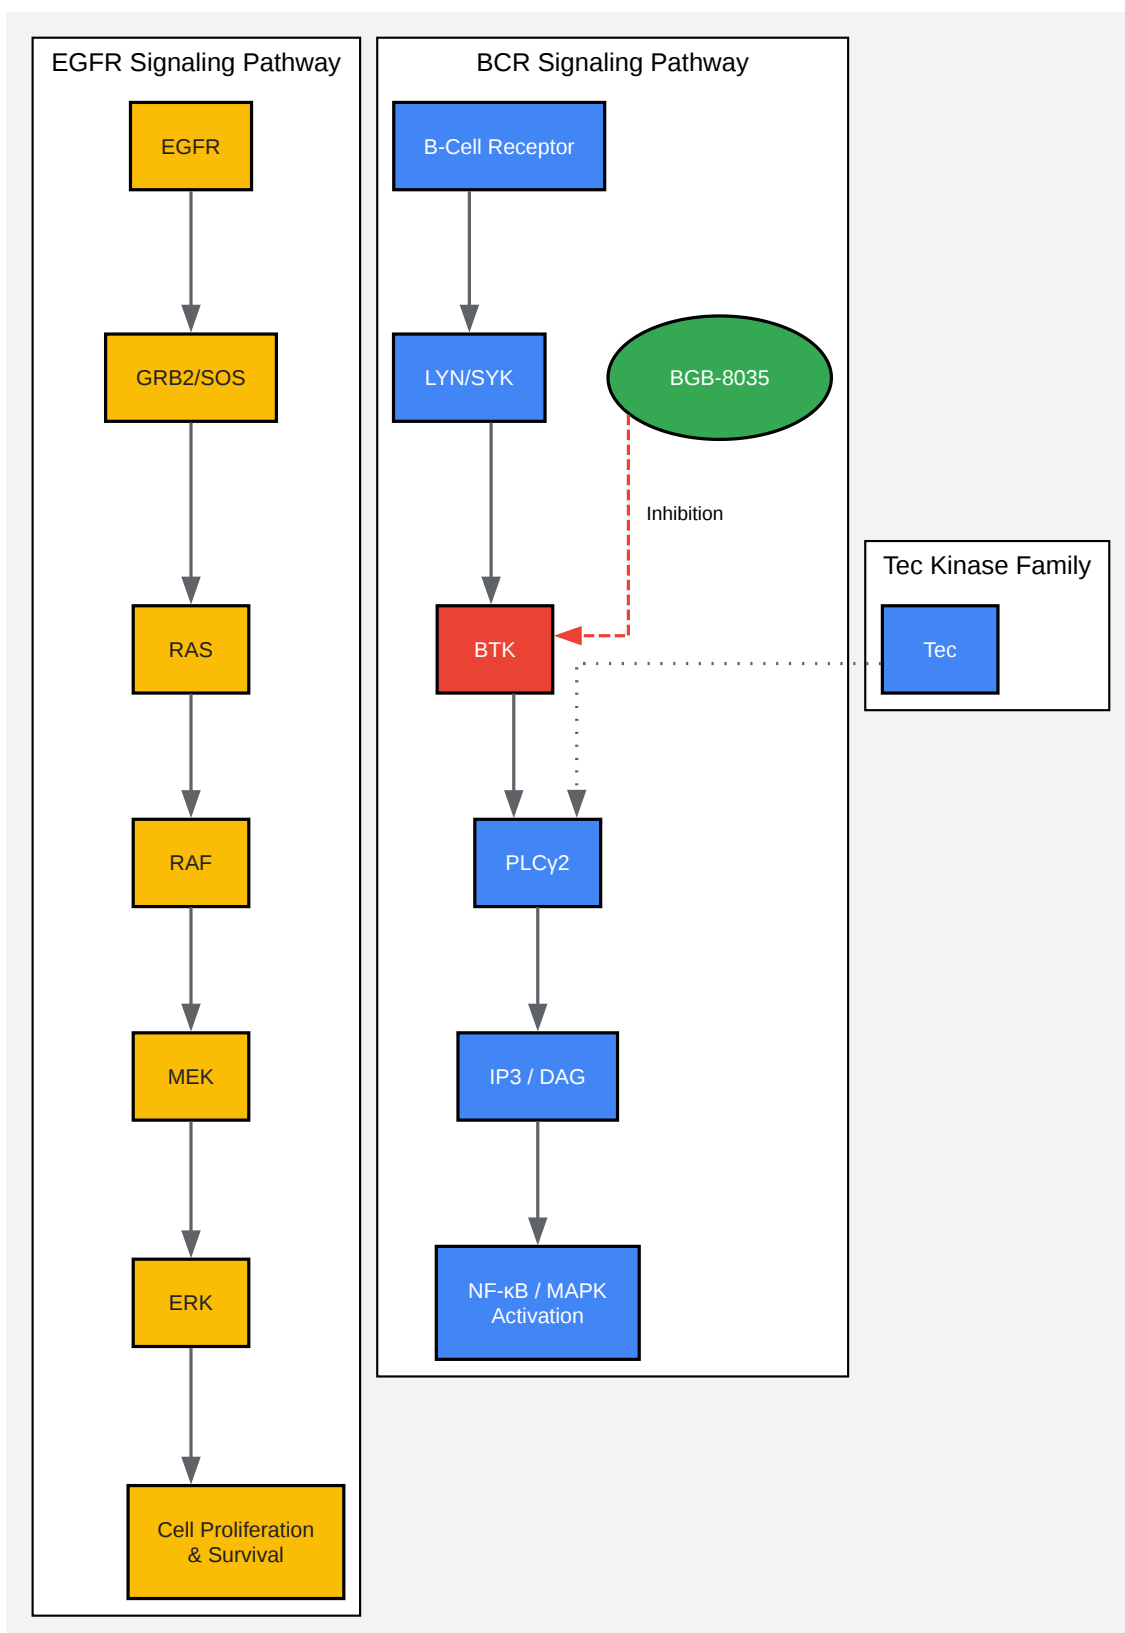 EGFR Signaling Pathway
EGFR
GRB2/SOS
RAS
RAF
MEK
ERK
Cell Proliferation
& Survival
BCR Signaling Pathway
B-Cell Receptor
LYN/SYK
BGB-8035
Inhibition
BTK
PLCγ2
IP3 / DAG
NF-κB / MAPK
Activation
Tec Kinase Family
Tec